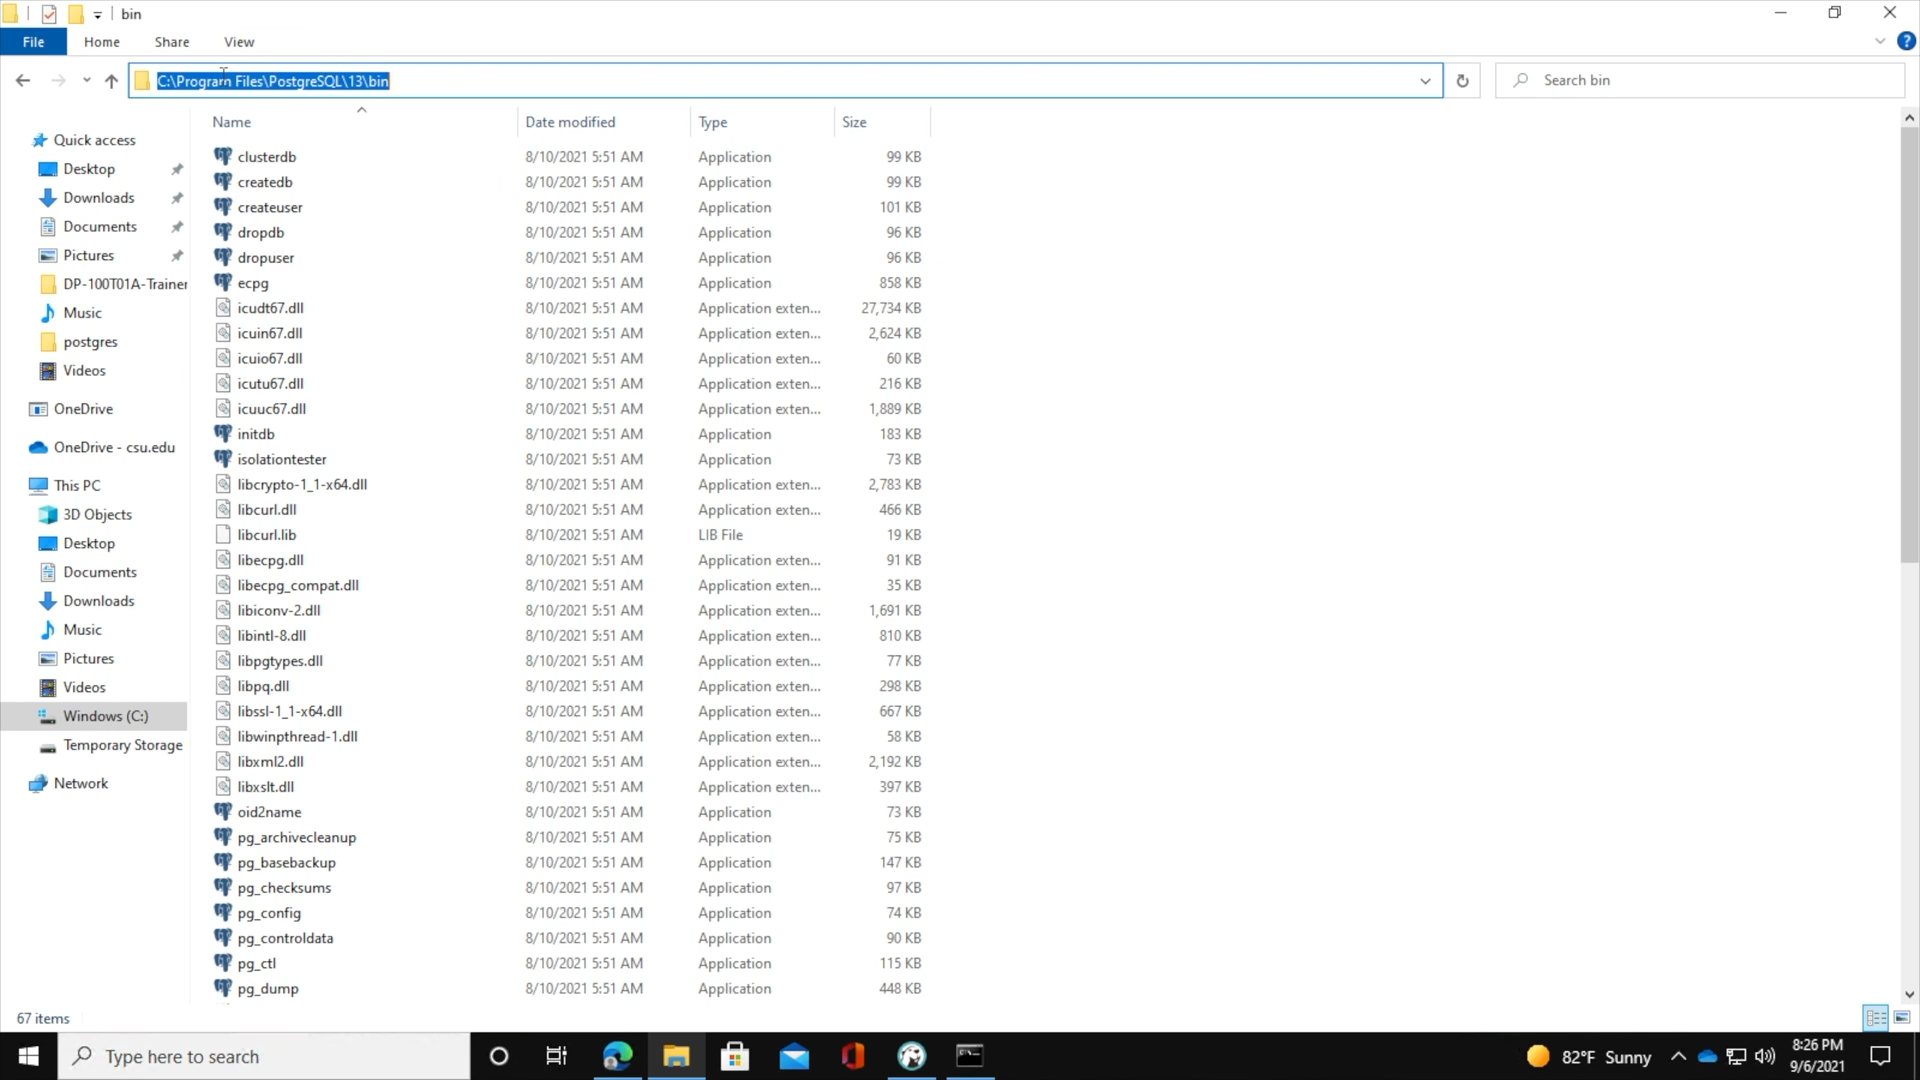 bin
File Home Share View
C:\Program Files\PostgreSQL\13\bin
Search bin
Name Date modified Type Size
Quick access
Desktop
Downloads
Documents
Pictures
DP-100T01A-Trainer
Music
postgres
Videos
OneDrive
OneDrive - csu.edu
This PC
3D Objects
Desktop
Documents
Downloads
Music
Pictures
Videos
Windows (C:)
Temporary Storage
Network
clusterdb 8/10/2021 5:51 AM Application 99 KB
createdb 8/10/2021 5:51 AM Application 99 KB
createuser 8/10/2021 5:51 AM Application 101 KB
dropdb 8/10/2021 5:51 AM Application 96 KB
dropuser 8/10/2021 5:51 AM Application 96 KB
ecpg 8/10/2021 5:51 AM Application 858 KB
icudt67.dll 8/10/2021 5:51 AM Application exten... 27,734 KB
icuin67.dll 8/10/2021 5:51 AM Application exten... 2,624 KB
icuio67.dll 8/10/2021 5:51 AM Application exten... 60 KB
icutu67.dll 8/10/2021 5:51 AM Application exten... 216 KB
icuuc67.dll 8/10/2021 5:51 AM Application exten... 1,889 KB
initdb 8/10/2021 5:51 AM Application 183 KB
isolationtester 8/10/2021 5:51 AM Application 73 KB
libcrypto-1_1-x64.dll 8/10/2021 5:51 AM Application exten... 2,783 KB
libcurl.dll 8/10/2021 5:51 AM Application exten... 466 KB
libcurl.lib 8/10/2021 5:51 AM LIB File 19 KB
libecpg.dll 8/10/2021 5:51 AM Application exten... 91 KB
libecpg_compat.dll 8/10/2021 5:51 AM Application exten... 35 KB
libiconv-2.dll 8/10/2021 5:51 AM Application exten... 1,691 KB
libintl-8.dll 8/10/2021 5:51 AM Application exten... 810 KB
libpgtypes.dll 8/10/2021 5:51 AM Application exten... 77 KB
libpq.dll 8/10/2021 5:51 AM Application exten... 298 KB
libssl-1_1-x64.dll 8/10/2021 5:51 AM Application exten... 667 KB
libwinpthread-1.dll 8/10/2021 5:51 AM Application exten... 58 KB
libxml2.dll 8/10/2021 5:51 AM Application exten... 2,192 KB
libxslt.dll 8/10/2021 5:51 AM Application exten... 397 KB
oid2name 8/10/2021 5:51 AM Application 73 KB
pg_archivecleanup 8/10/2021 5:51 AM Application 75 KB
pg_basebackup 8/10/2021 5:51 AM Application 147 KB
pg_checksums 8/10/2021 5:51 AM Application 97 KB
pg_config 8/10/2021 5:51 AM Application 74 KB
pg_controldata 8/10/2021 5:51 AM Application 90 KB
pg_ctl 8/10/2021 5:51 AM Application 115 KB
pg_dump 8/10/2021 5:51 AM Application 448 KB
67 items
Type here to search
82°F Sunny
8:26 PM
9/6/2021